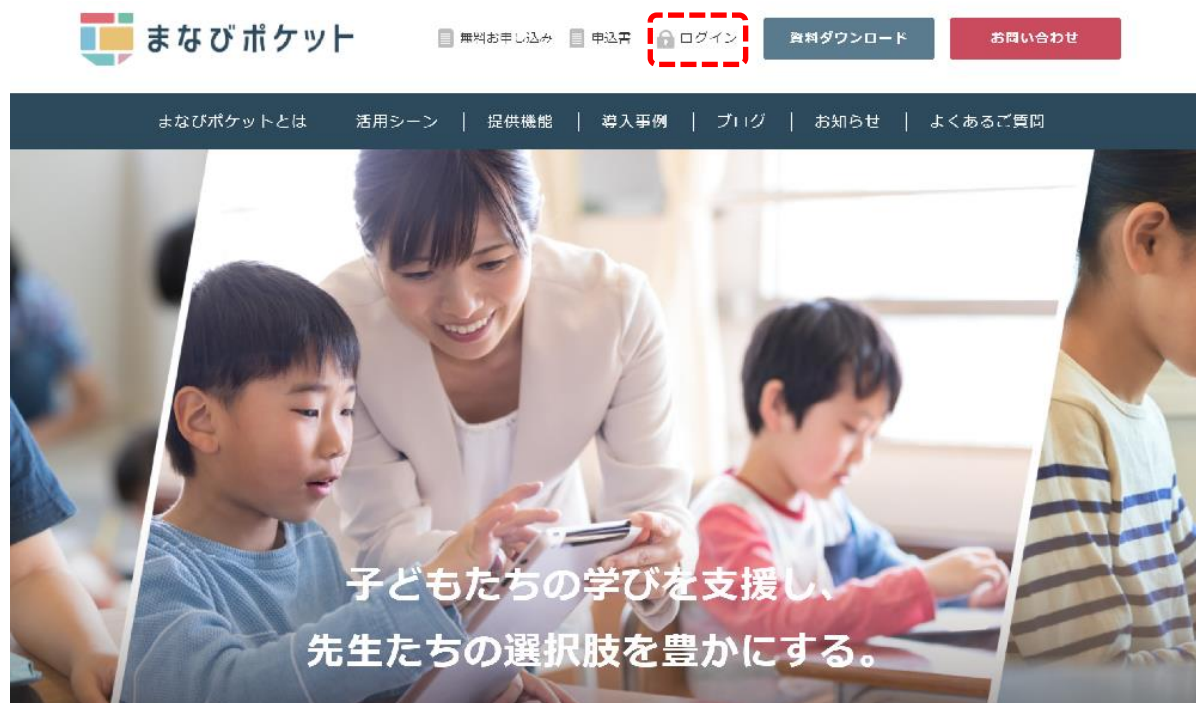 まなびポケット
無料お申し込み 申込書 ログイン 資料ダウンロード お問い合わせ
まなびポケットとは 活用シーン 提供機能 導入事例 ブログ お知らせ よくあるご質問
子どもたちの学びを支援し、
先生たちの選択肢を豊かにする。